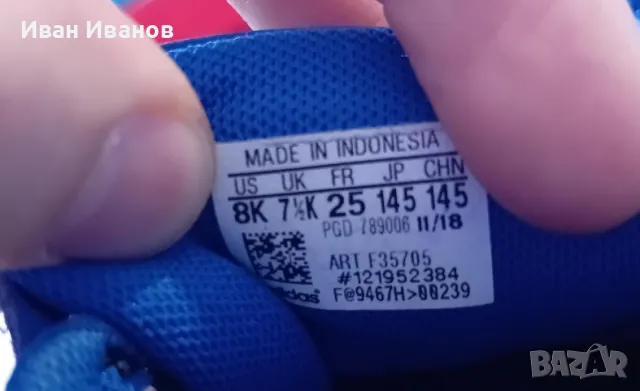 Иван Иванов
MADE IN INDONESIA
US UK FR JP CHN
8K 7½K 25 145 145
PGD 789006 11/18
ART F35705
#121952384
adidas F@9467H>00239
BAZAR